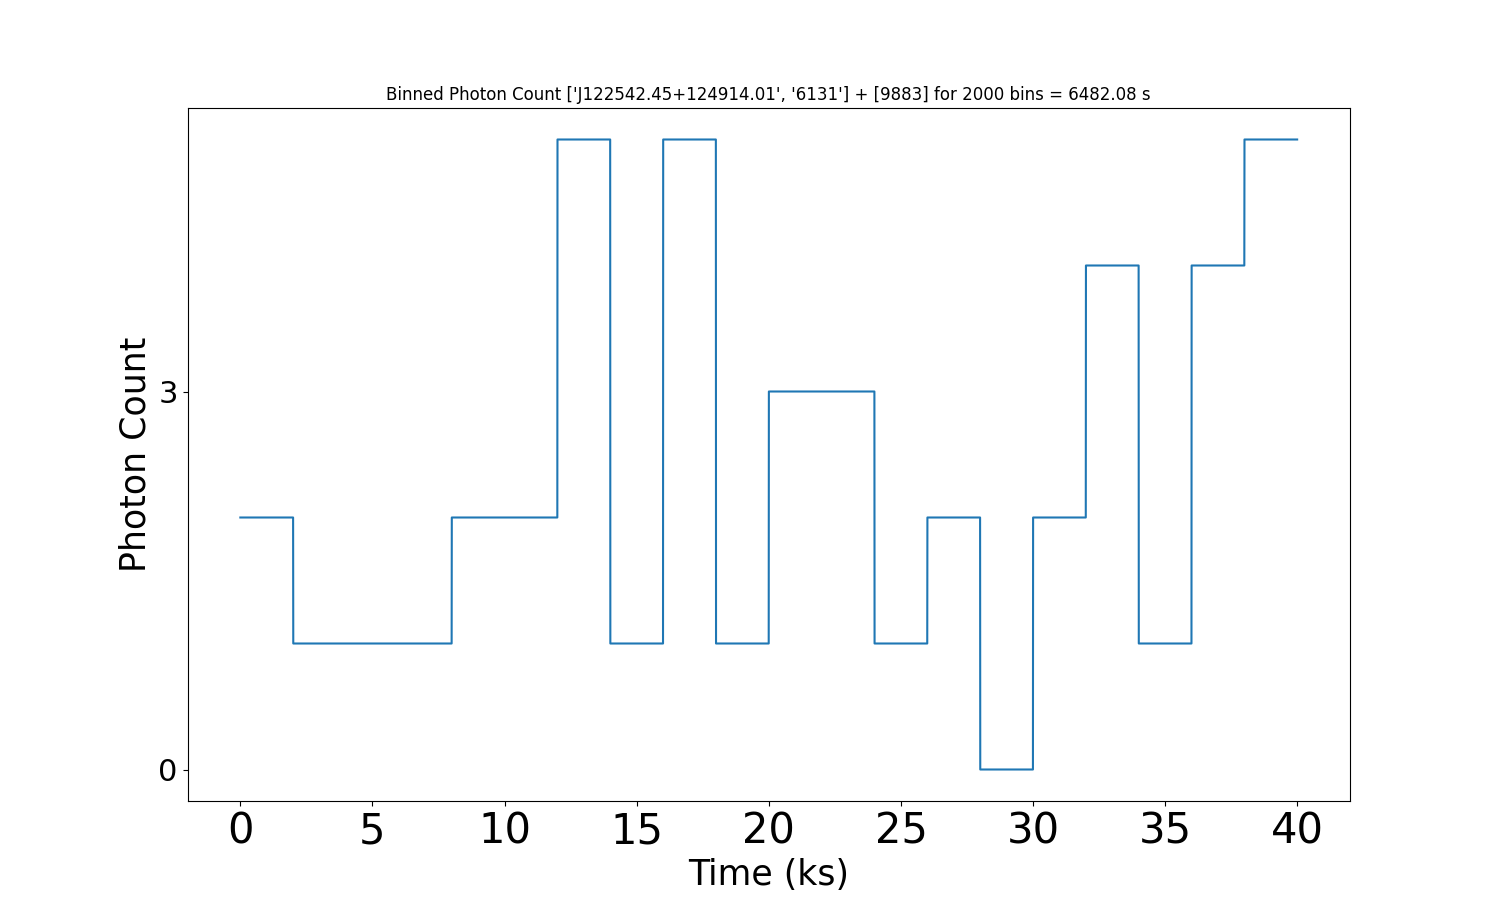 Binned Photon Count ['J122542.45+124914.01', '6131'] + [9883] for 2000 bins = 6482.08 s
Photon Count
3
0
0 5 10 15 20 25 30 35 40
Time (ks)